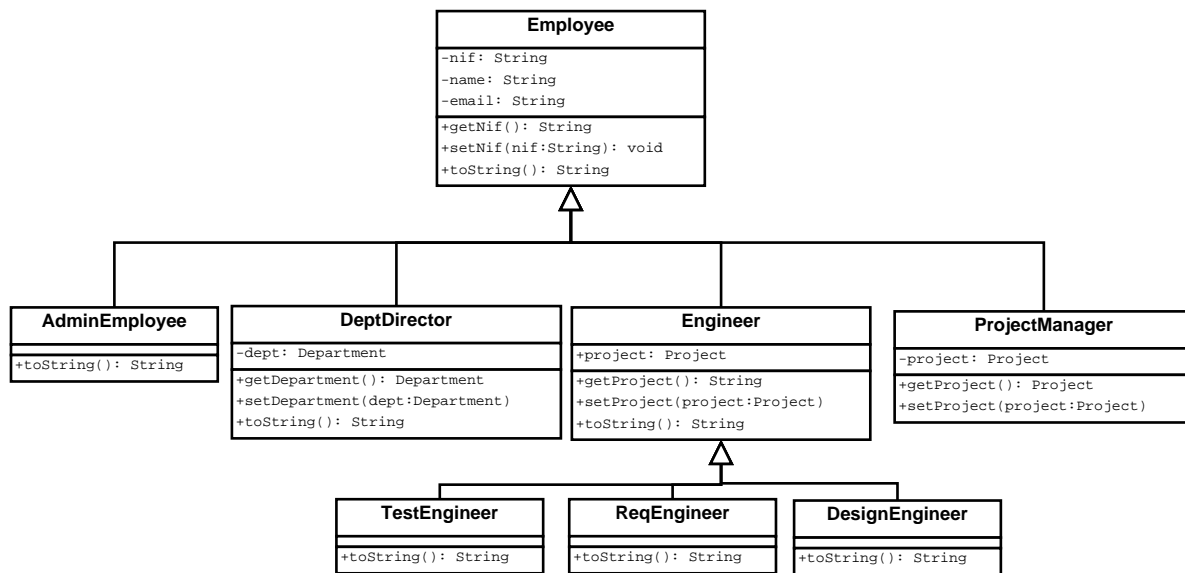 Employee
-nif: String
-name: String
-email: String
+getNif(): String
+setNif(nif:String): void
+toString(): String
AdminEmployee
+toString(): String
DeptDirector
-dept: Department
+getDepartment(): Department
+setDepartment(dept:Department)
+toString(): String
Engineer
+project: Project
+getProject(): String
+setProject(project:Project)
+toString(): String
ProjectManager
-project: Project
+getProject(): Project
+setProject(project:Project)
TestEngineer
+toString(): String
ReqEngineer
+toString(): String
DesignEngineer
+toString(): String